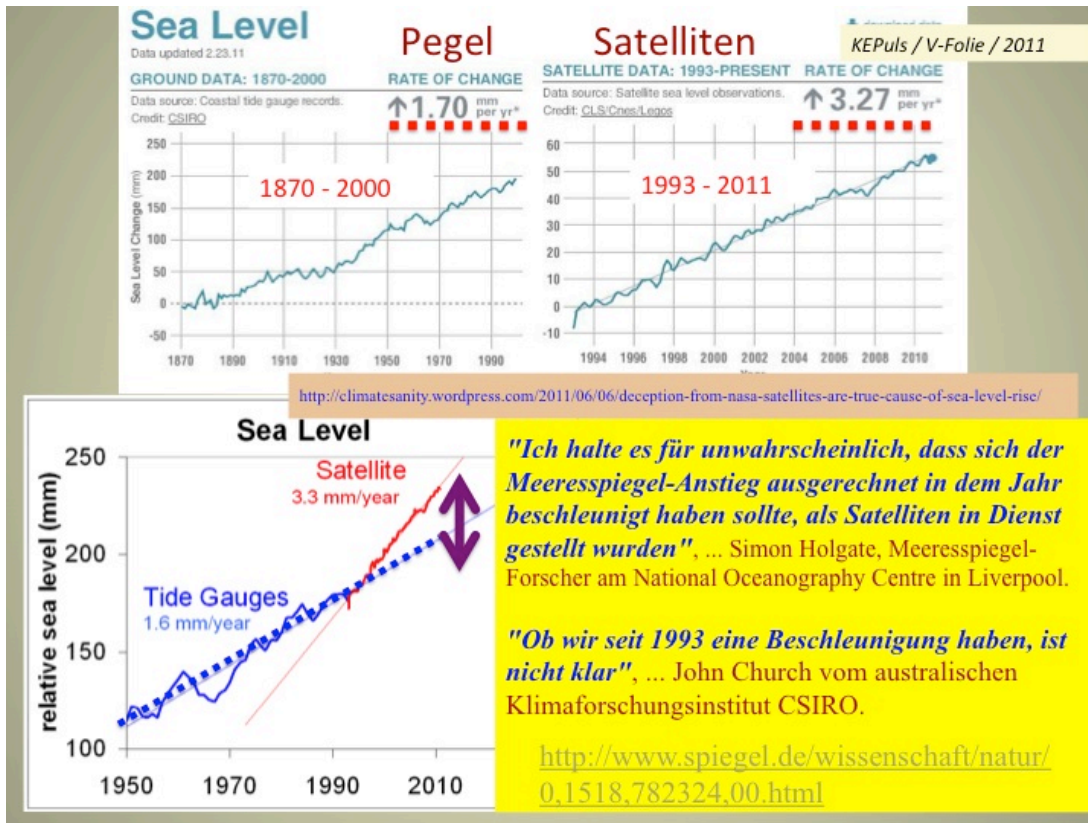 Sea Level
Data updated 2.23.11
Pegel
Satelliten
KEPuls / V-Folie / 2011
GROUND DATA: 1870-2000
RATE OF CHANGE
Data source: Coastal tide gauge records.
Credit: CSIRO
↑1.70 mm per yr*
1870 - 2000
Sea Level Change (mm)
250
200
150
100
50
0
-50
1870 1890 1910 1930 1950 1970 1990
SATELLITE DATA: 1993-PRESENT
RATE OF CHANGE
Data source: Satellite sea level observations.
Credit: CLS/Cnes/Legos
↑3.27 mm per yr*
1993 - 2011
60
50
40
30
20
10
0
-10
1994 1996 1998 2000 2002 2004 2006 2008 2010
http://climatesanity.wordpress.com/2011/06/06/deception-from-nasa-satellites-are-true-cause-of-sea-level-rise/
Sea Level
relative sea level (mm)
250
200
150
100
Satellite
3.3 mm/year
Tide Gauges
1.6 mm/year
1950 1970 1990 2010
"Ich halte es für unwahrscheinlich, dass sich der
Meeresspiegel-Anstieg ausgerechnet in dem Jahr
beschleunigt haben sollte, als Satelliten in Dienst
gestellt wurden", ... Simon Holgate, Meeresspiegel-
Forscher am National Oceanography Centre in Liverpool.
"Ob wir seit 1993 eine Beschleunigung haben, ist
nicht klar", ... John Church vom australischen
Klimaforschungsinstitut CSIRO.
http://www.spiegel.de/wissenschaft/natur/
0,1518,782324,00.html